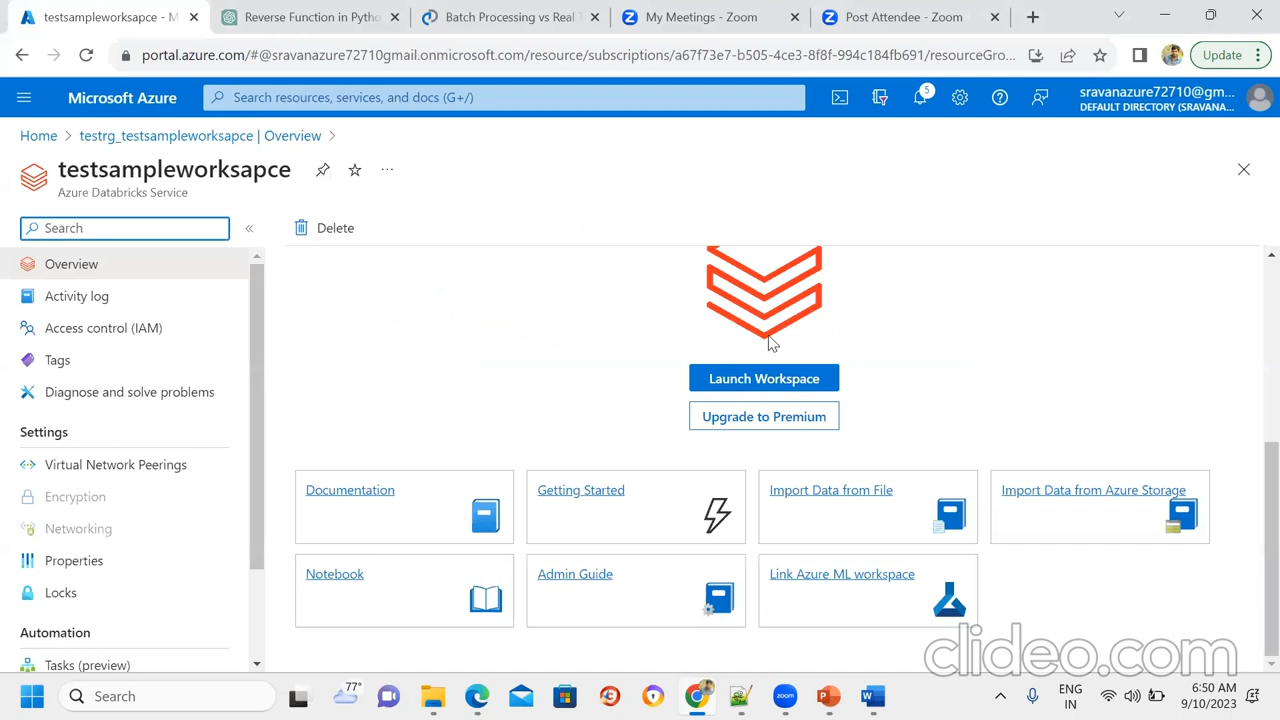 testsampleworksapce - M
Reverse Function in Pytho
Batch Processing vs Real T
My Meetings - Zoom
Post Attendee - Zoom
portal.azure.com/#@sravanazure72710gmail.onmicrosoft.com/resource/subscriptions/a67f73e7-b505-4ce3-8f8f-994c184fb691/resourceGro...
Update
Microsoft Azure
Search resources, services, and docs (G+/)
5
sravanazure72710@gm...
DEFAULT DIRECTORY (SRAVANA...
Home > testrg_testsampleworksapce | Overview >
testsampleworksapce
Azure Databricks Service
Search
Delete
Overview
Activity log
Access control (IAM)
Tags
Diagnose and solve problems
Settings
Virtual Network Peerings
Encryption
Networking
Properties
Locks
Automation
Tasks (preview)
Launch Workspace
Upgrade to Premium
Documentation
Getting Started
Import Data from File
Import Data from Azure Storage
Notebook
Admin Guide
Link Azure ML workspace
clideo.com
Search
77°
zoom
ENG
IN
6:50 AM
9/10/2023